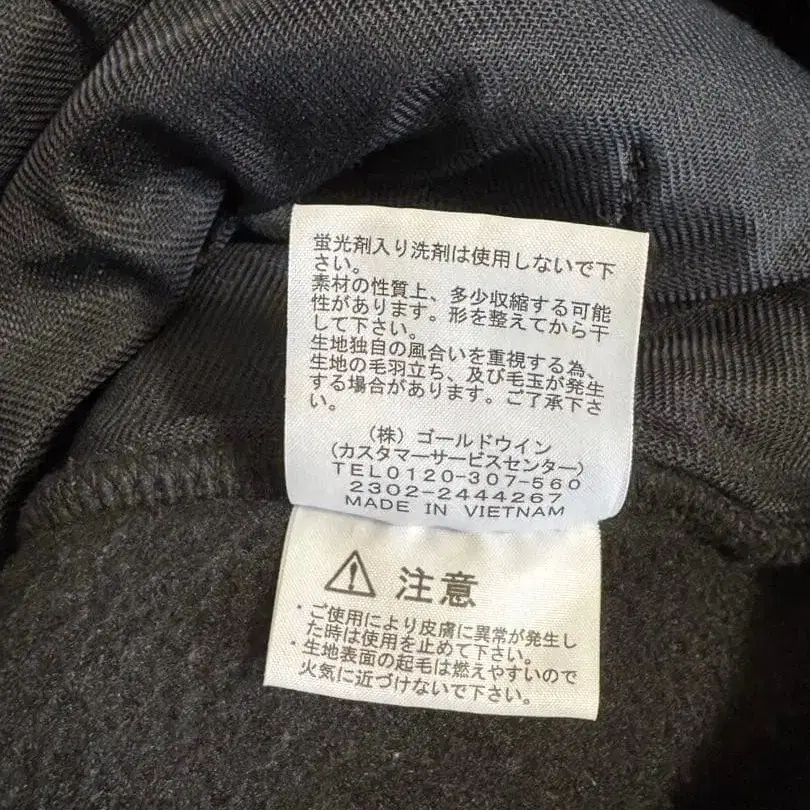 蛍光剤入り洗剤は使用しないで下
さい。
素材の性質上、多少収縮する可能
性があります。形を整えてから干
して下さい。
生地独自の風合いを重視する為、
生地の毛羽立ち、及び毛玉が発生
する場合があります。ご了承下さ
い。
(株)ゴールドウイン
(カスタマーサービスセンター)
TEL0120-307-560
2302-2444267
MADE IN VIETNAM
注意
・ご使用により皮膚に異常が発生し
た時は使用を止めて下さい。
・生地表面の起毛は燃えやすいので
火気に近づけないで下さい。